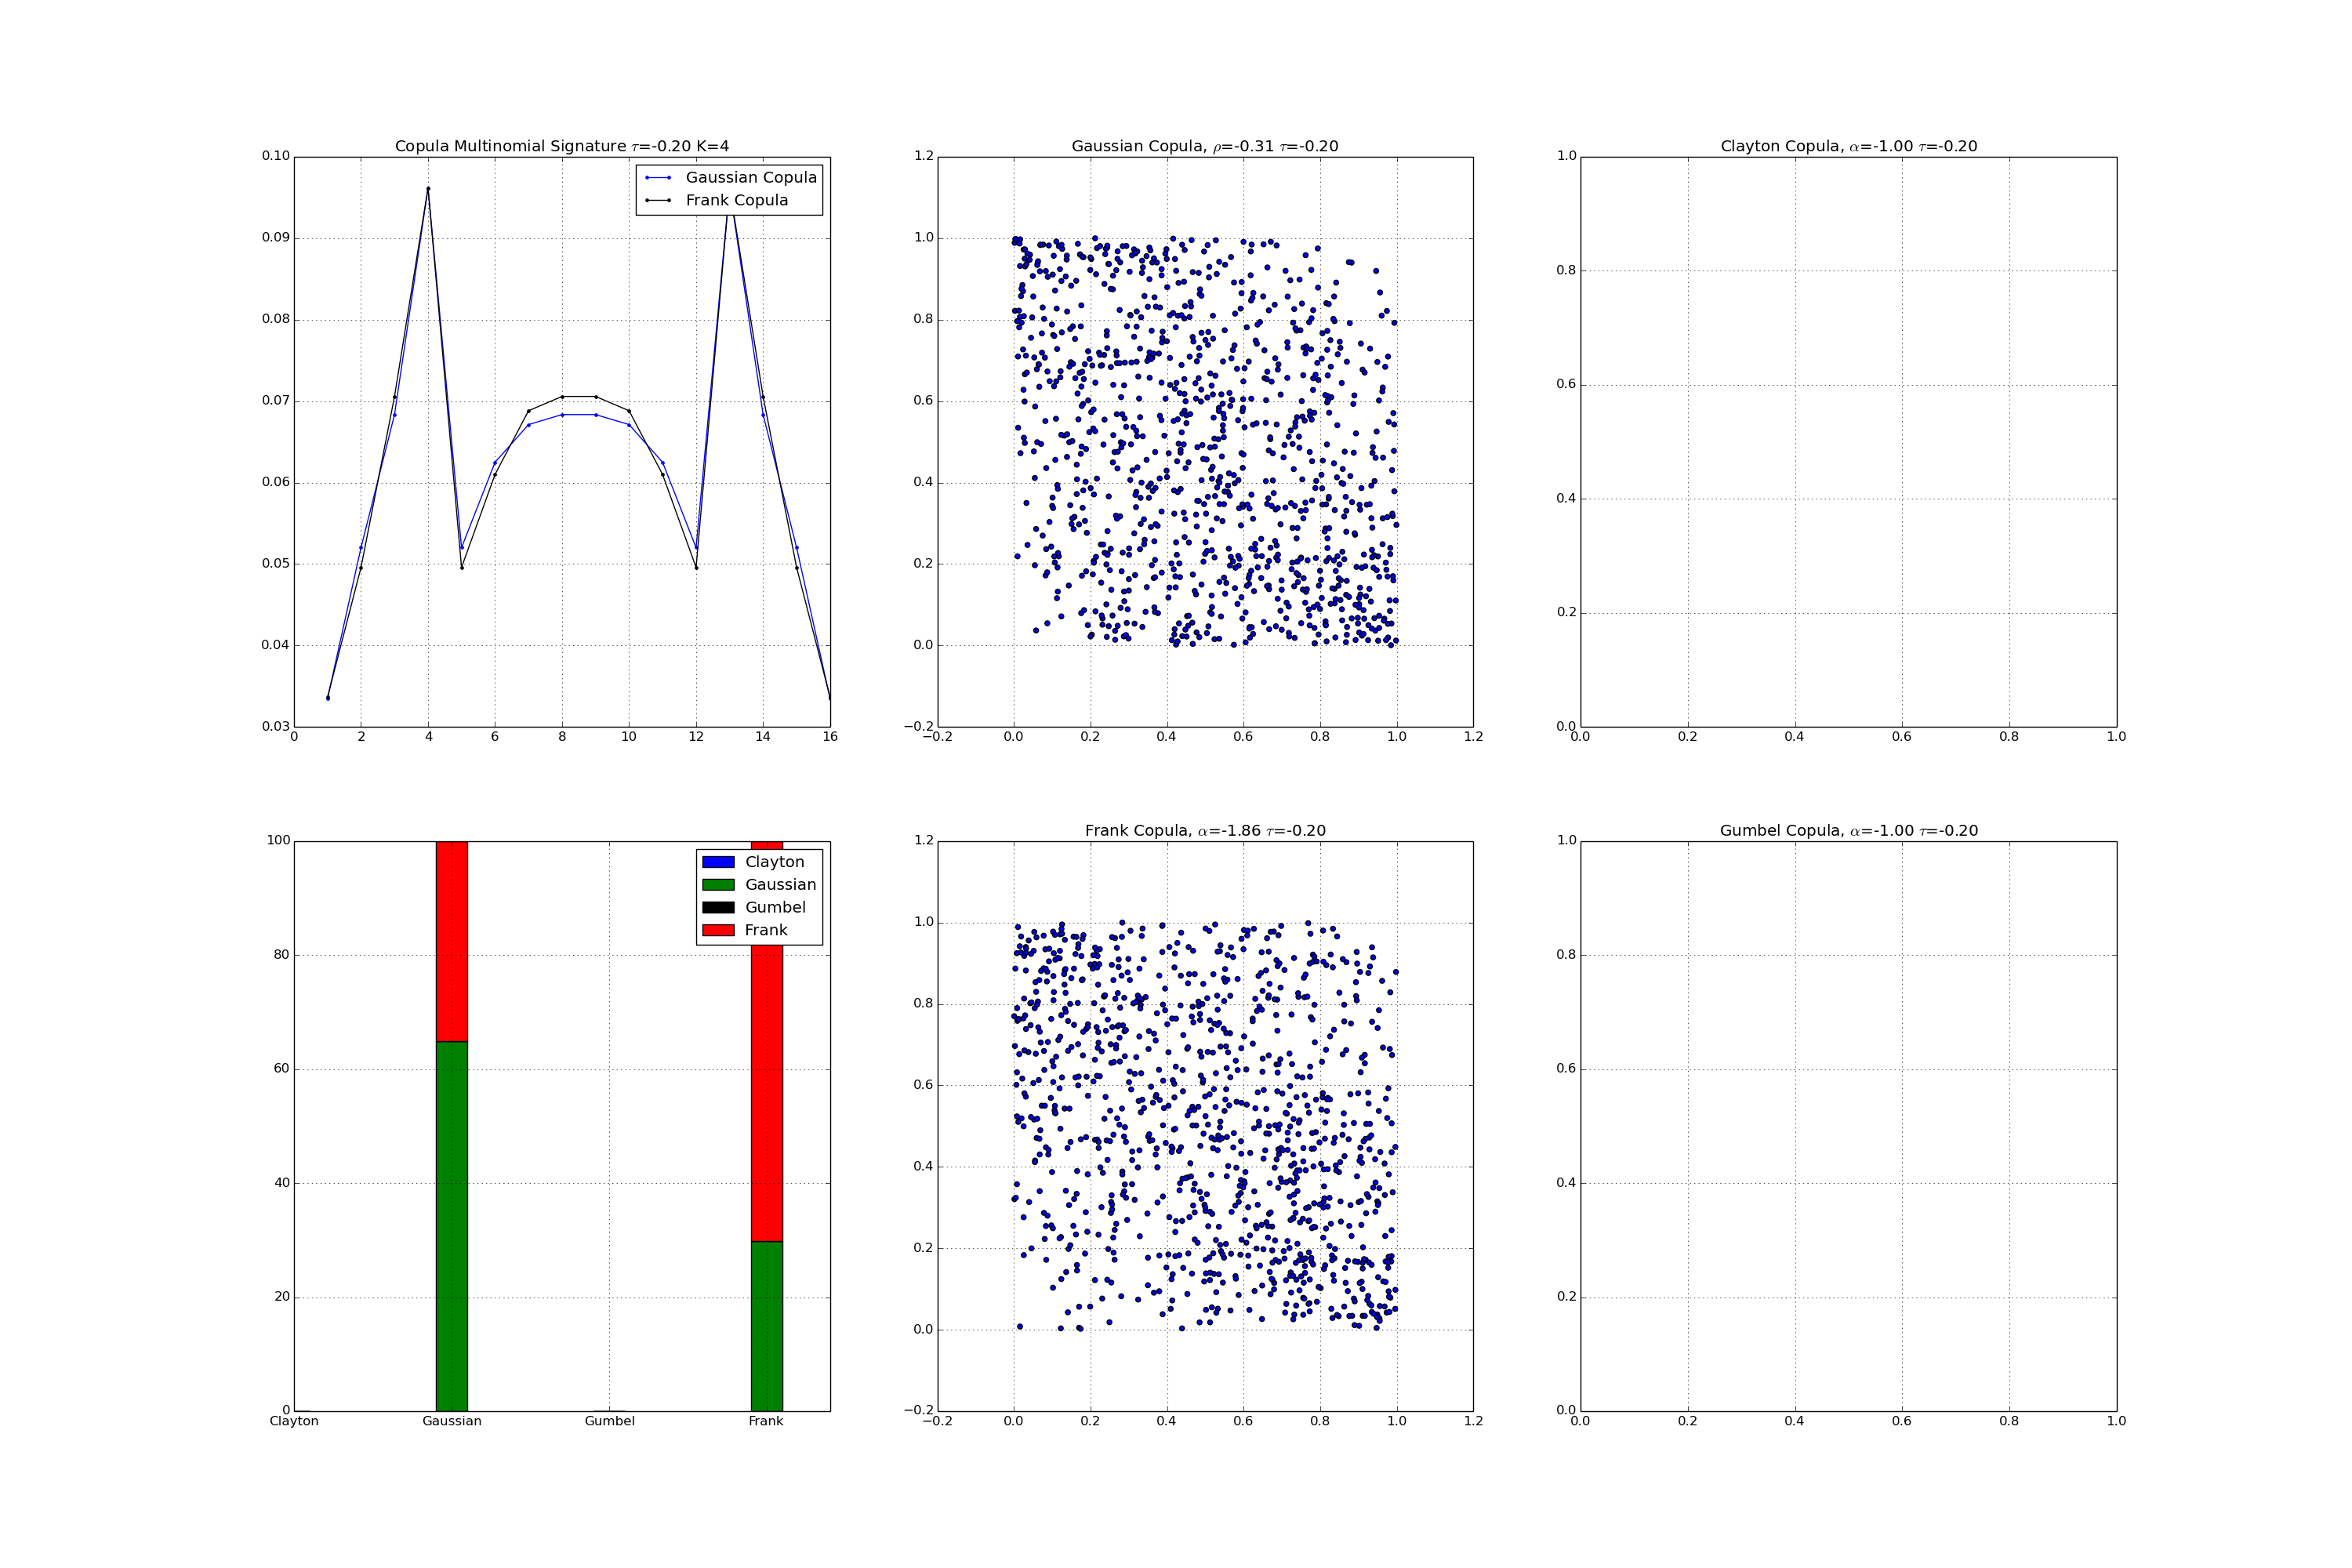 Copula Multinomial Signature τ=-0.20 K=4
0.10
0.09
0.08
0.07
0.06
0.05
0.04
0.03
0 2 4 6 8 10 12 14 16
Gaussian Copula
Frank Copula
Gaussian Copula, ρ=-0.31 τ=-0.20
1.2
1.0
0.8
0.6
0.4
0.2
0.0
−0.2
−0.2 0.0 0.2 0.4 0.6 0.8 1.0 1.2
Clayton Copula, α=-1.00 τ=-0.20
1.0
0.8
0.6
0.4
0.2
0.0
0.0 0.2 0.4 0.6 0.8 1.0
100
80
60
40
20
0
Clayton Gaussian Gumbel Frank
Clayton
Gaussian
Gumbel
Frank
Frank Copula, α=-1.86 τ=-0.20
1.2
1.0
0.8
0.6
0.4
0.2
0.0
−0.2
−0.2 0.0 0.2 0.4 0.6 0.8 1.0 1.2
Gumbel Copula, α=-1.00 τ=-0.20
1.0
0.8
0.6
0.4
0.2
0.0
0.0 0.2 0.4 0.6 0.8 1.0